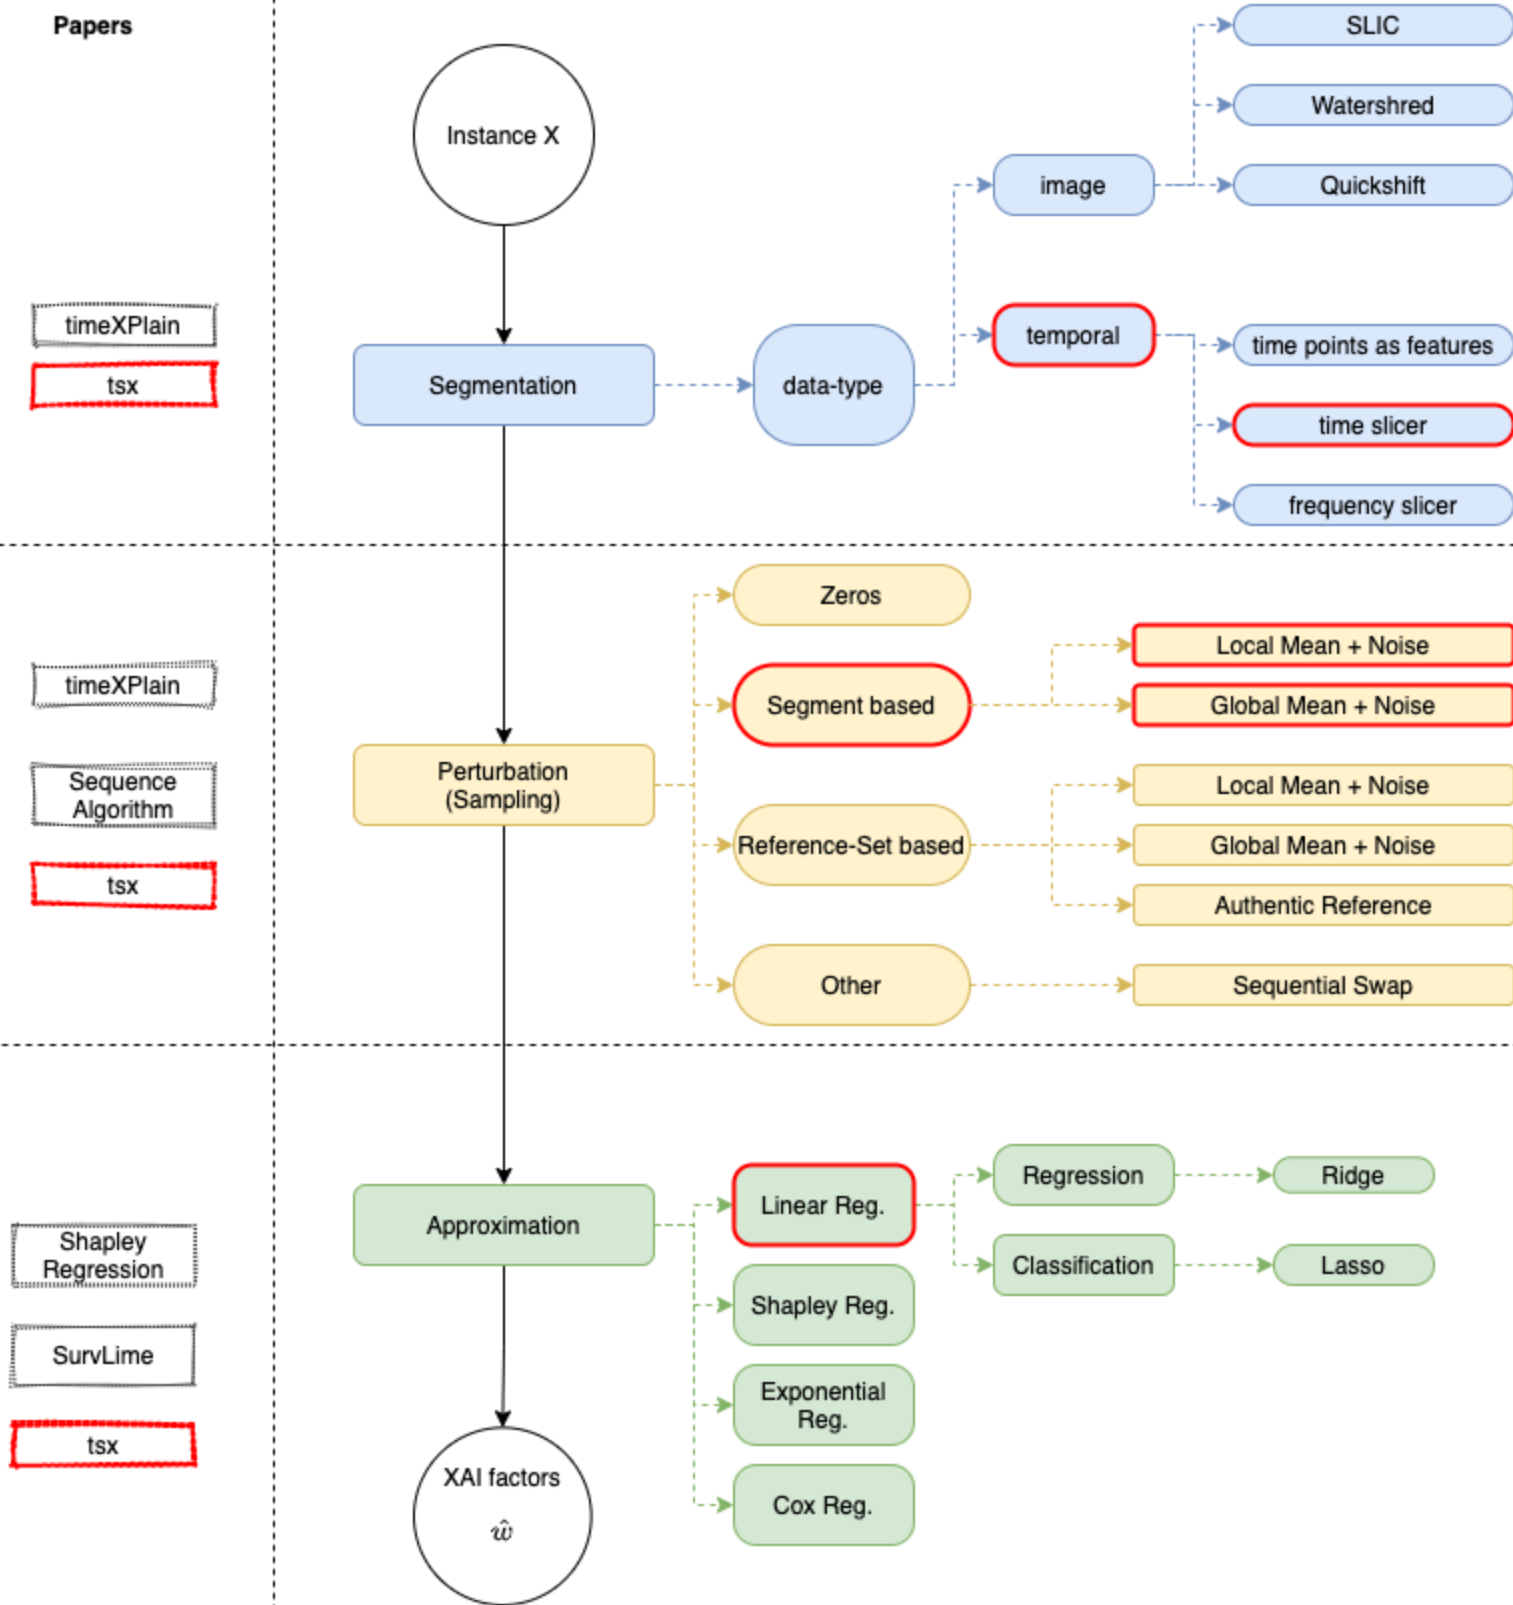 Papers
Instance X
SLIC
Watershred
image
Quickshift
timeXPlain
temporal
time points as features
tsx
Segmentation
data-type
time slicer
frequency slicer
Zeros
Local Mean + Noise
timeXPlain
Segment based
Global Mean + Noise
Sequence
Algorithm
Perturbation
(Sampling)
Local Mean + Noise
Reference-Set based
Global Mean + Noise
tsx
Authentic Reference
Other
Sequential Swap
Shapley
Regression
Approximation
Linear Reg.
Regression
Ridge
Classification
Lasso
Shapley Reg.
SurvLime
Exponential
Reg.
tsx
XAI factors
ŵ
Cox Reg.